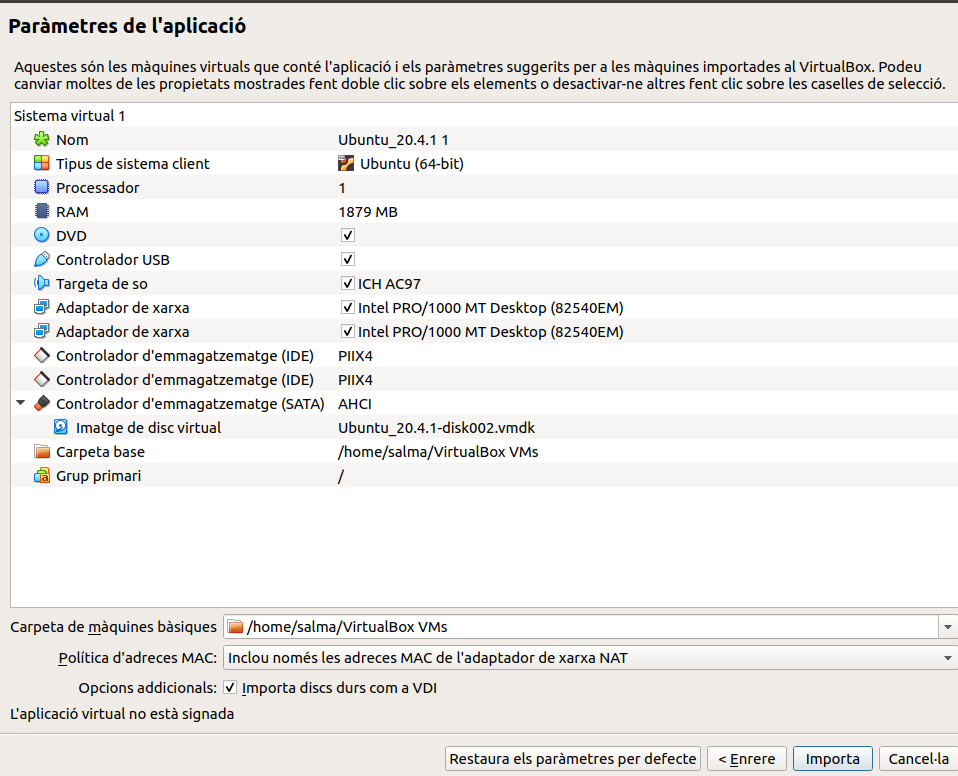 Paràmetres de l'aplicació
Aquestes són les màquines virtuals que conté l'aplicació i els paràmetres suggerits per a les màquines importades al VirtualBox. Podeu
canviar moltes de les propietats mostrades fent doble clic sobre els elements o desactivar-ne altres fent clic sobre les caselles de selecció.
Sistema virtual 1
Nom Ubuntu_20.4.1 1
Tipus de sistema client Ubuntu (64-bit)
Processador 1
RAM 1879 MB
DVD
Controlador USB
Targeta de so ICH AC97
Adaptador de xarxa Intel PRO/1000 MT Desktop (82540EM)
Adaptador de xarxa Intel PRO/1000 MT Desktop (82540EM)
Controlador d'emmagatzematge (IDE) PIIX4
Controlador d'emmagatzematge (IDE) PIIX4
Controlador d'emmagatzematge (SATA) AHCI
Imatge de disc virtual Ubuntu_20.4.1-disk002.vmdk
Carpeta base /home/salma/VirtualBox VMs
Grup primari /
Carpeta de màquines bàsiques /home/salma/VirtualBox VMs
Política d'adreces MAC: Inclou només les adreces MAC de l'adaptador de xarxa NAT
Opcions addicionals: Importa discs durs com a VDI
L'aplicació virtual no està signada
Restaura els paràmetres per defecte < Enrere Importa Cancel·la